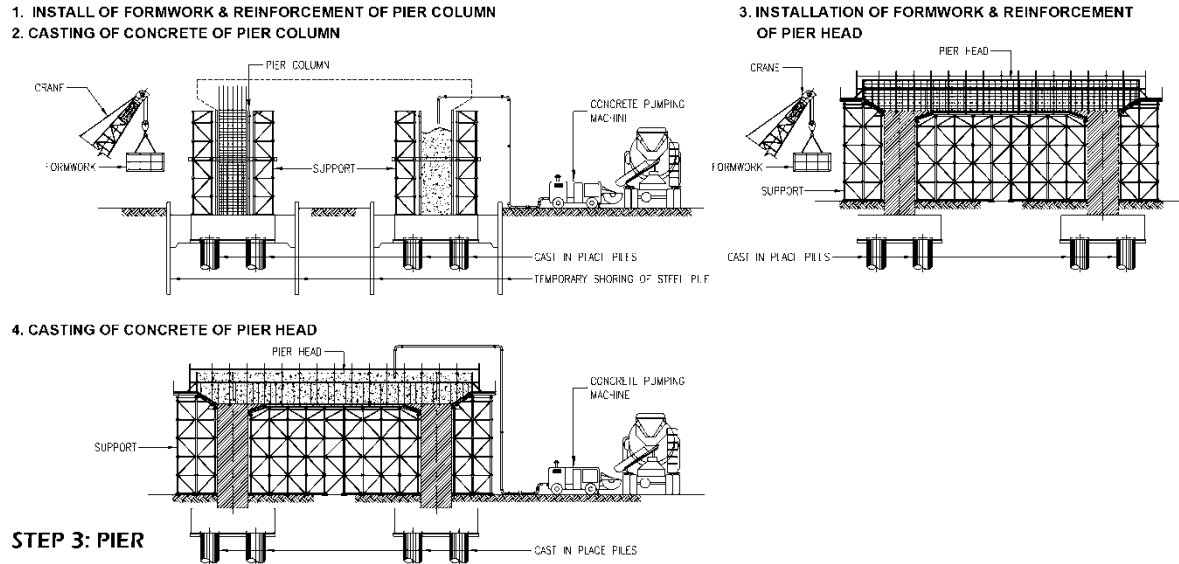 1. INSTALL OF FORMWORK & REINFORCEMENT OF PIER COLUMN
2. CASTING OF CONCRETE OF PIER COLUMN
PIER COLUMN
CRANE
FORMWORK
SUPPORT
CONCRETE PUMPING
MACHINE
CAST IN PLACE PILES
TEMPORARY SHORING OF STEEL PILE
3. INSTALLATION OF FORMWORK & REINFORCEMENT
OF PIER HEAD
PIER HEAD
CRANE
FORMWORK
SUPPORT
CAST IN PLACE PILES
4. CASTING OF CONCRETE OF PIER HEAD
PIER HEAD
CONCRETE PUMPING
MACHINE
SUPPORT
CAST IN PLACE PILES
STEP 3: PIER